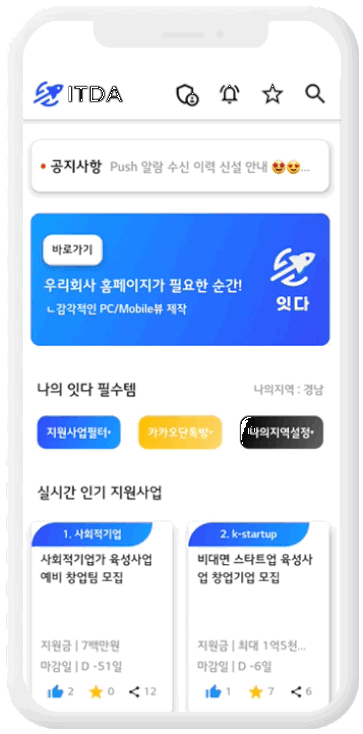 ITDA
공지사항 Push 알람 수신 이력 신설 안내 😍😍...
바로가기
우리회사 홈페이지가 필요한 순간!
ㄴ감각적인 PC/Mobile뷰 제작
잇다
나의 잇다 필수템 나의지역 : 경남
지원사업필터• 카카오단톡방• 나의지역설정•
실시간 인기 지원사업
1. 사회적기업
사회적기업가 육성사업
예비 창업팀 모집
지원금 | 7백만원
마감일 | D -51일
2 0 12
2. k-startup
비대면 스타트업 육성사
업 창업기업 모집
지원금 | 최대 1억5천...
마감일 | D -6일
1 7 6